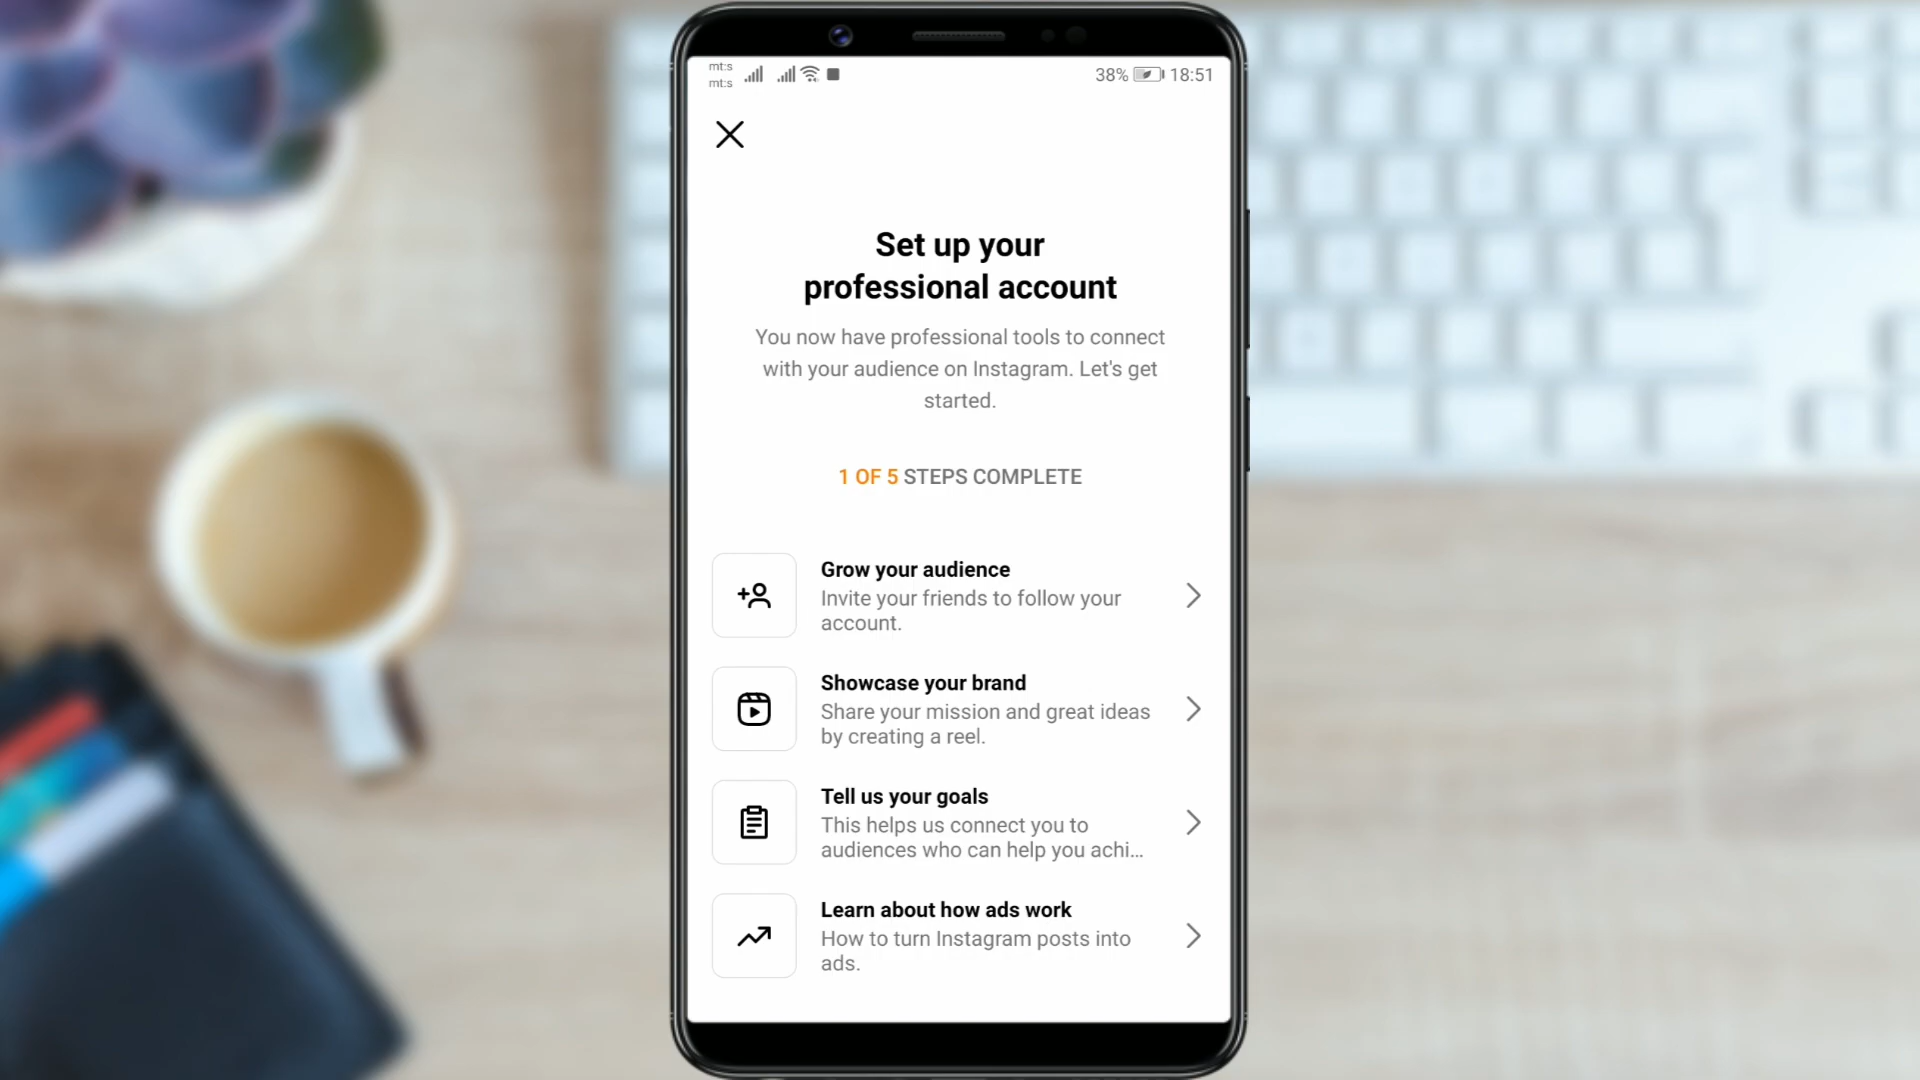 mt:s
mt:s
38% 18:51
Set up your
professional account
You now have professional tools to connect
with your audience on Instagram. Let's get
started.
1 OF 5 STEPS COMPLETE
Grow your audience
Invite your friends to follow your
account.
Showcase your brand
Share your mission and great ideas
by creating a reel.
Tell us your goals
This helps us connect you to
audiences who can help you achi...
Learn about how ads work
How to turn Instagram posts into
ads.